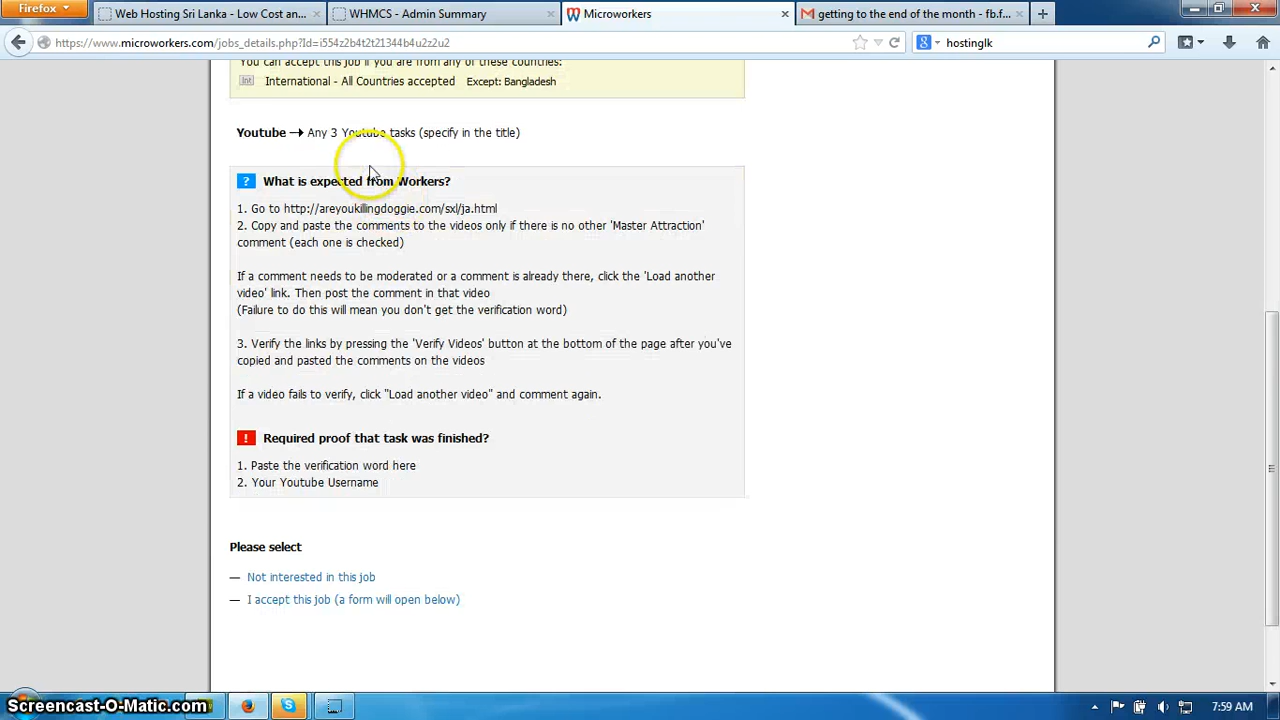 Firefox
Web Hosting Sri Lanka - Low Cost an...
WHMCS - Admin Summary
Microworkers
getting to the end of the month - fb.f...
https://www.microworkers.com/jobs_details.php?Id=i554z2b4t2t21344b4u2z2u2
hostinglk
You can accept this job if you are from any of these countries:
Int International - All Countries accepted Except: Bangladesh
Youtube → Any 3 Youtube tasks (specify in the title)
? What is expected from Workers?
1. Go to http://areyoukillingdoggie.com/sxl/ja.html
2. Copy and paste the comments to the videos only if there is no other 'Master Attraction'
comment (each one is checked)
If a comment needs to be moderated or a comment is already there, click the 'Load another
video' link. Then post the comment in that video
(Failure to do this will mean you don't get the verification word)
3. Verify the links by pressing the 'Verify Videos' button at the bottom of the page after you've
copied and pasted the comments on the videos
If a video fails to verify, click "Load another video" and comment again.
! Required proof that task was finished?
1. Paste the verification word here
2. Your Youtube Username
Please select
— Not interested in this job
— I accept this job (a form will open below)
Screencast-O-Matic.com
7:59 AM